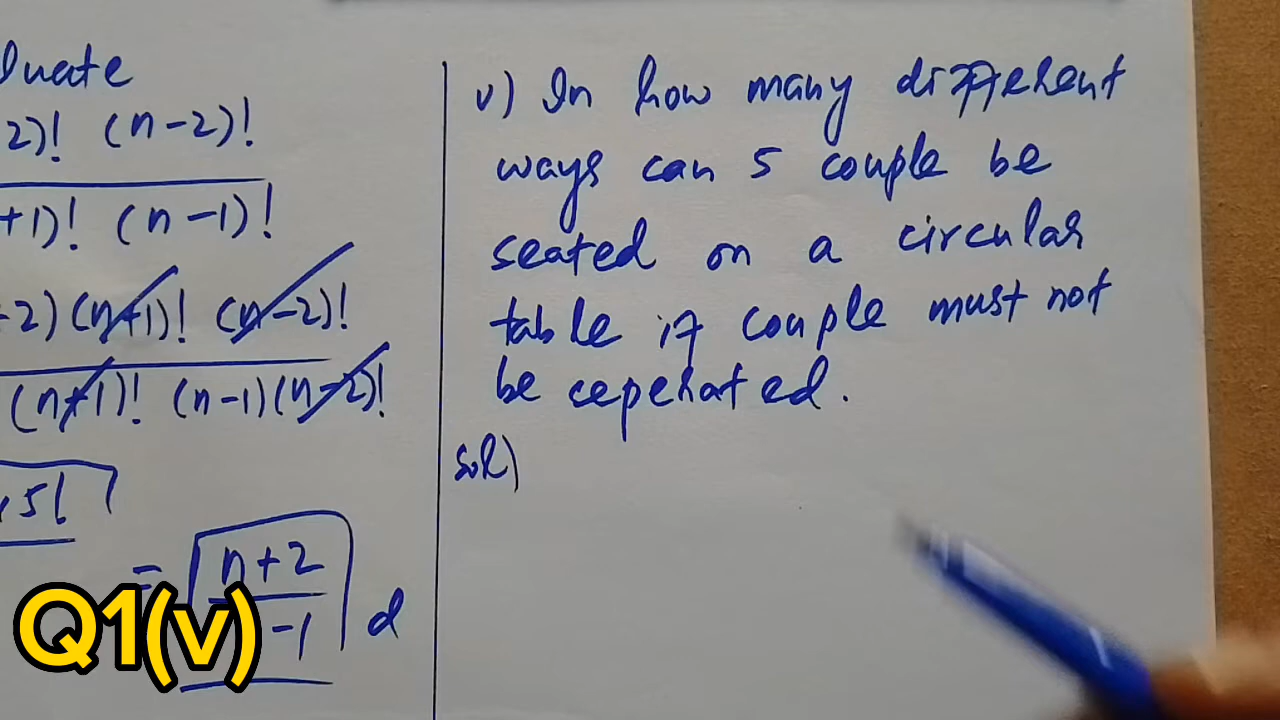 luate
2)! (n-2)!
+1)! (n-1)!
2)(n+1)! (n-2)!
(n+1)! (n-1)(n-2)!
5!
= n+2
-1
Q1(v)
v) In how many different
ways can 5 couple be
seated on a circular
table if couple must not
be ceperated.
Sol)